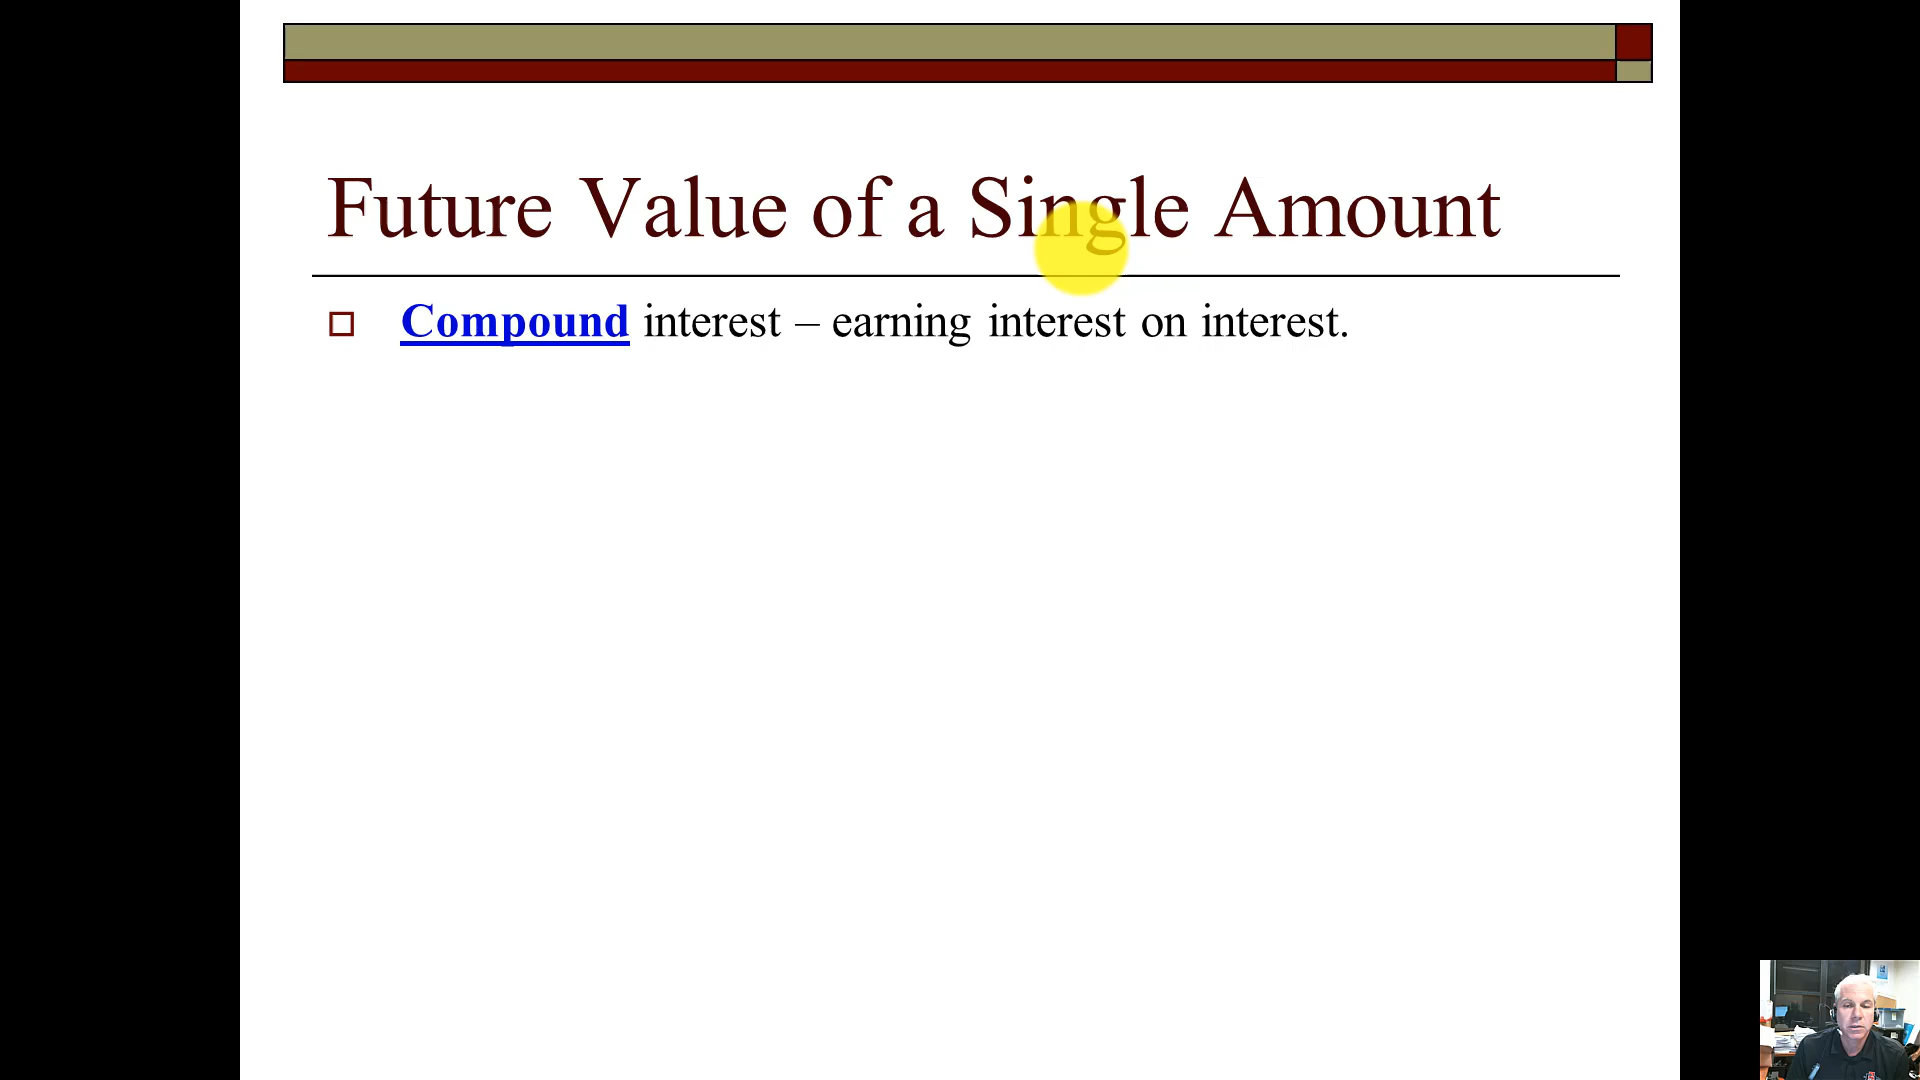 Future Value of a Single Amount
Compound interest – earning interest on interest.